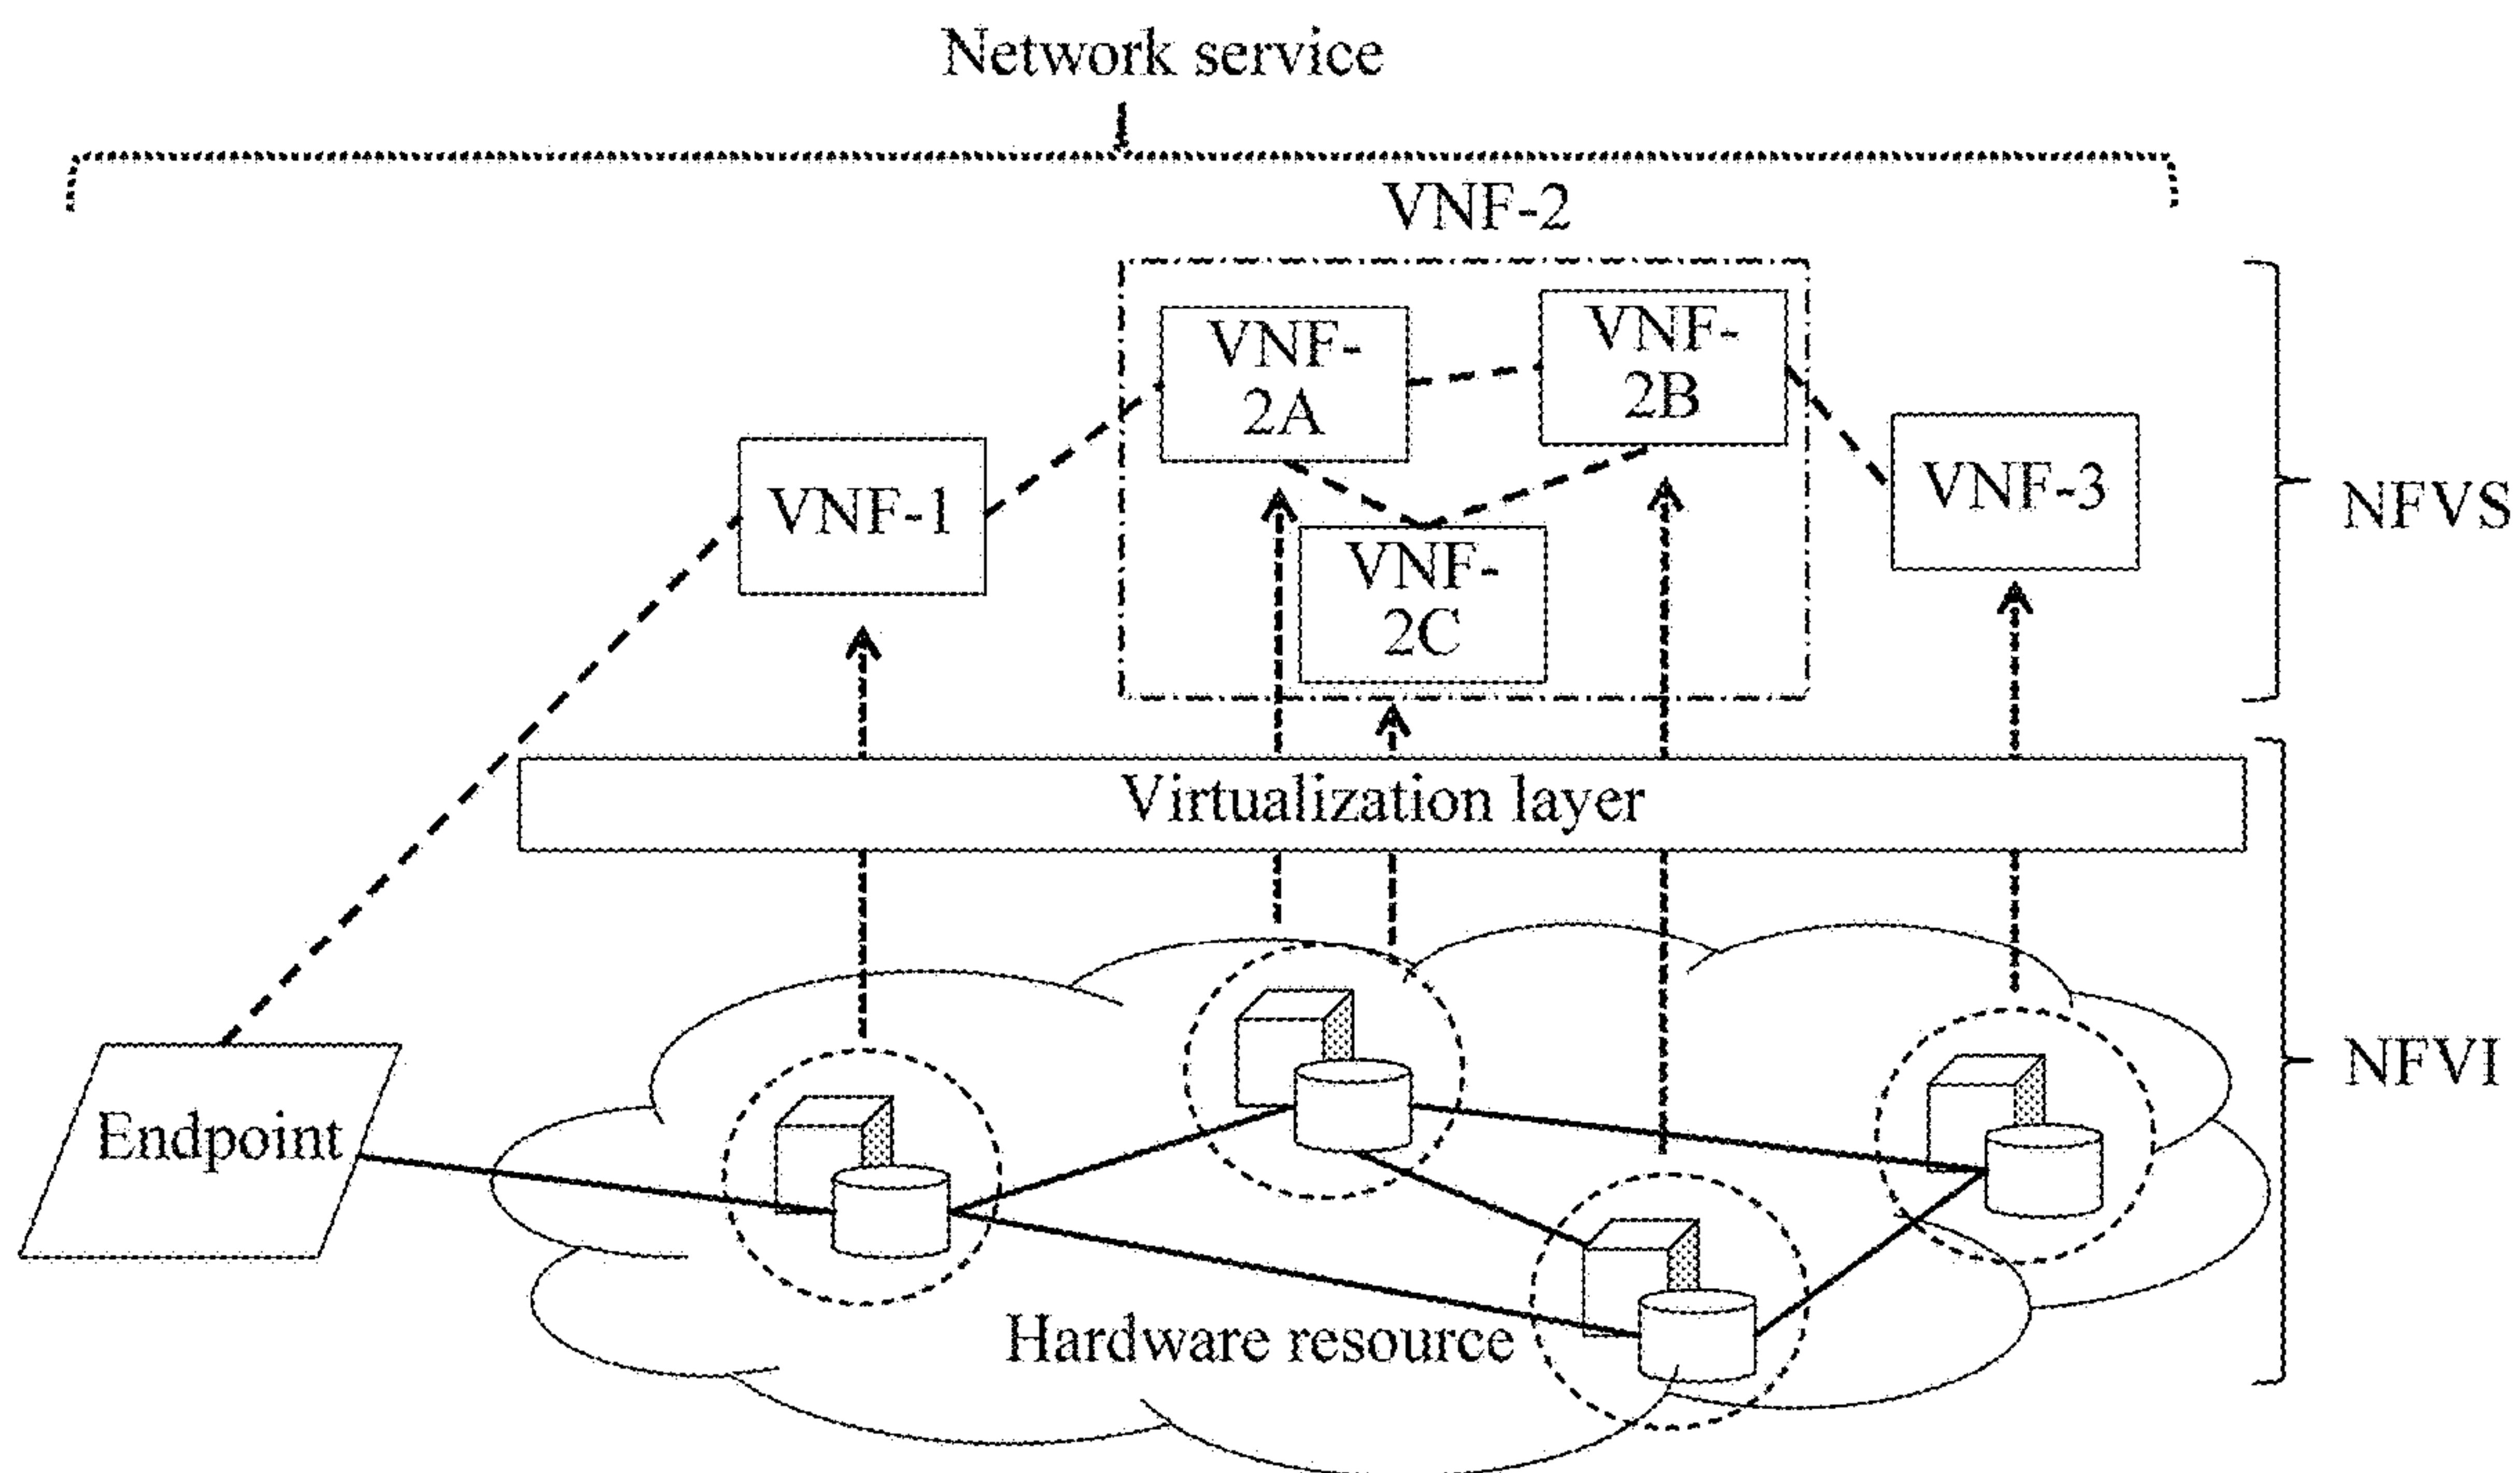 Network service
VNF-2
VNF-
2A
VNF-
2B
VNF-1
VNF-3
NFVS
VNF-
2C
Virtualization layer
NFVI
Endpoint
Hardware resource